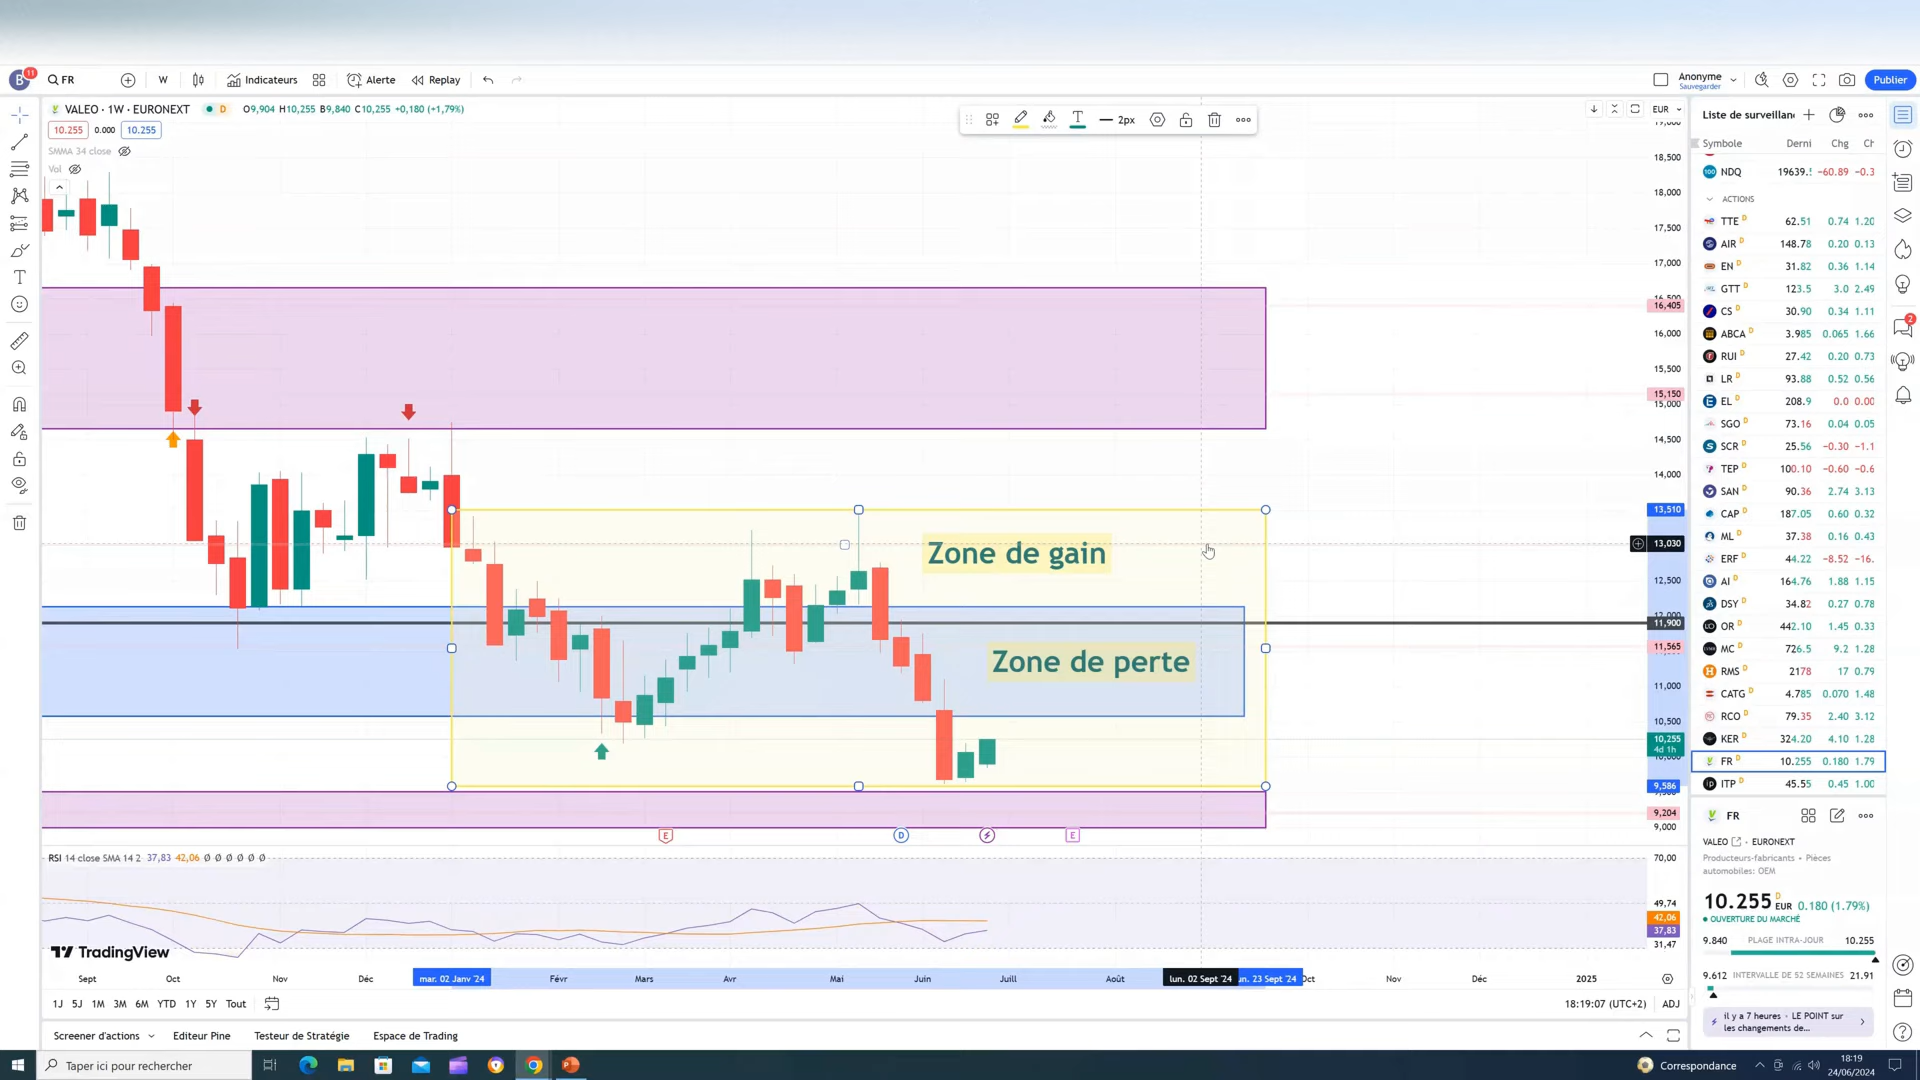 B 11 FR W Indicateurs Alerte Replay Anonyme Sauvegarder Publier
VALEO · 1W · EURONEXT D O9,904 H10,255 B9,840 C10,255 +0,180 (+1,79%)
10.255 0.000 10.255
SMMA 34 close
Vol
T 2px
EUR
18,500
18,000
17,500
17,000
16,405
16,000
15,500
15,150
15,000
14,500
14,000
13,510
13,030
12,500
11,900
11,565
11,000
10,500
10,255
4d 1h
9,586
9,204
9,000
Zone de gain
Zone de perte
E D E E
RSI 14 close SMA 14 2 37,83 42,06 Ø Ø Ø Ø Ø Ø
70,00
49,74
42,06
37,83
31,47
TradingView
Sept Oct Nov Déc mar. 02 Janv '24 Févr Mars Avr Mai Juin Juill Août lun. 02 Sept '24 un. 23 Sept '24 Oct Nov Déc 2025
1J 5J 1M 3M 6M YTD 1Y 5Y Tout
18:19:07 (UTC+2) ADJ
Screener d'actions Editeur Pine Testeur de Stratégie Espace de Trading
Liste de surveillan
Symbole Derni Chg Ch
NDQ 19639.5 −60.89 −0.3
ACTIONS
TTE D 62.51 0.74 1.20
AIR D 148.78 0.20 0.13
EN D 31.82 0.36 1.14
GTT D 123.5 3.0 2.49
CS D 30.90 0.34 1.11
ABCA D 3.985 0.065 1.66
RUI D 27.42 0.20 0.73
LR D 93.88 0.52 0.56
EL D 208.9 0.0 0.00
SGO D 73.16 0.04 0.05
SCR D 25.56 −0.30 −1.1
TEP D 100.10 −0.60 −0.6
SAN D 90.36 2.74 3.13
CAP D 187.05 0.60 0.32
ML D 37.38 0.16 0.43
ERF D 44.22 −8.52 −16.
AI D 164.76 1.88 1.15
DSY D 34.82 0.27 0.78
OR D 442.10 1.45 0.33
MC D 726.5 9.2 1.28
RMS D 2178 17 0.79
CATG D 4.785 0.070 1.48
RCO D 79.35 2.40 3.12
KER D 324.20 4.10 1.28
FR D 10.255 0.180 1.79
ITP D 45.55 0.45 1.00
FR
VALEO · EURONEXT
Producteurs-fabricants • Pièces
automobiles: OEM
10.255 D EUR 0.180 (1.79%)
OUVERTURE DU MARCHÉ
9.840 PLAGE INTRA-JOUR 10.255
9.612 INTERVALLE DE 52 SEMAINES 21.91
il y a 7 heures · LE POINT sur
les changements de...
2
Taper ici pour rechercher
Correspondance
18:19
24/06/2024